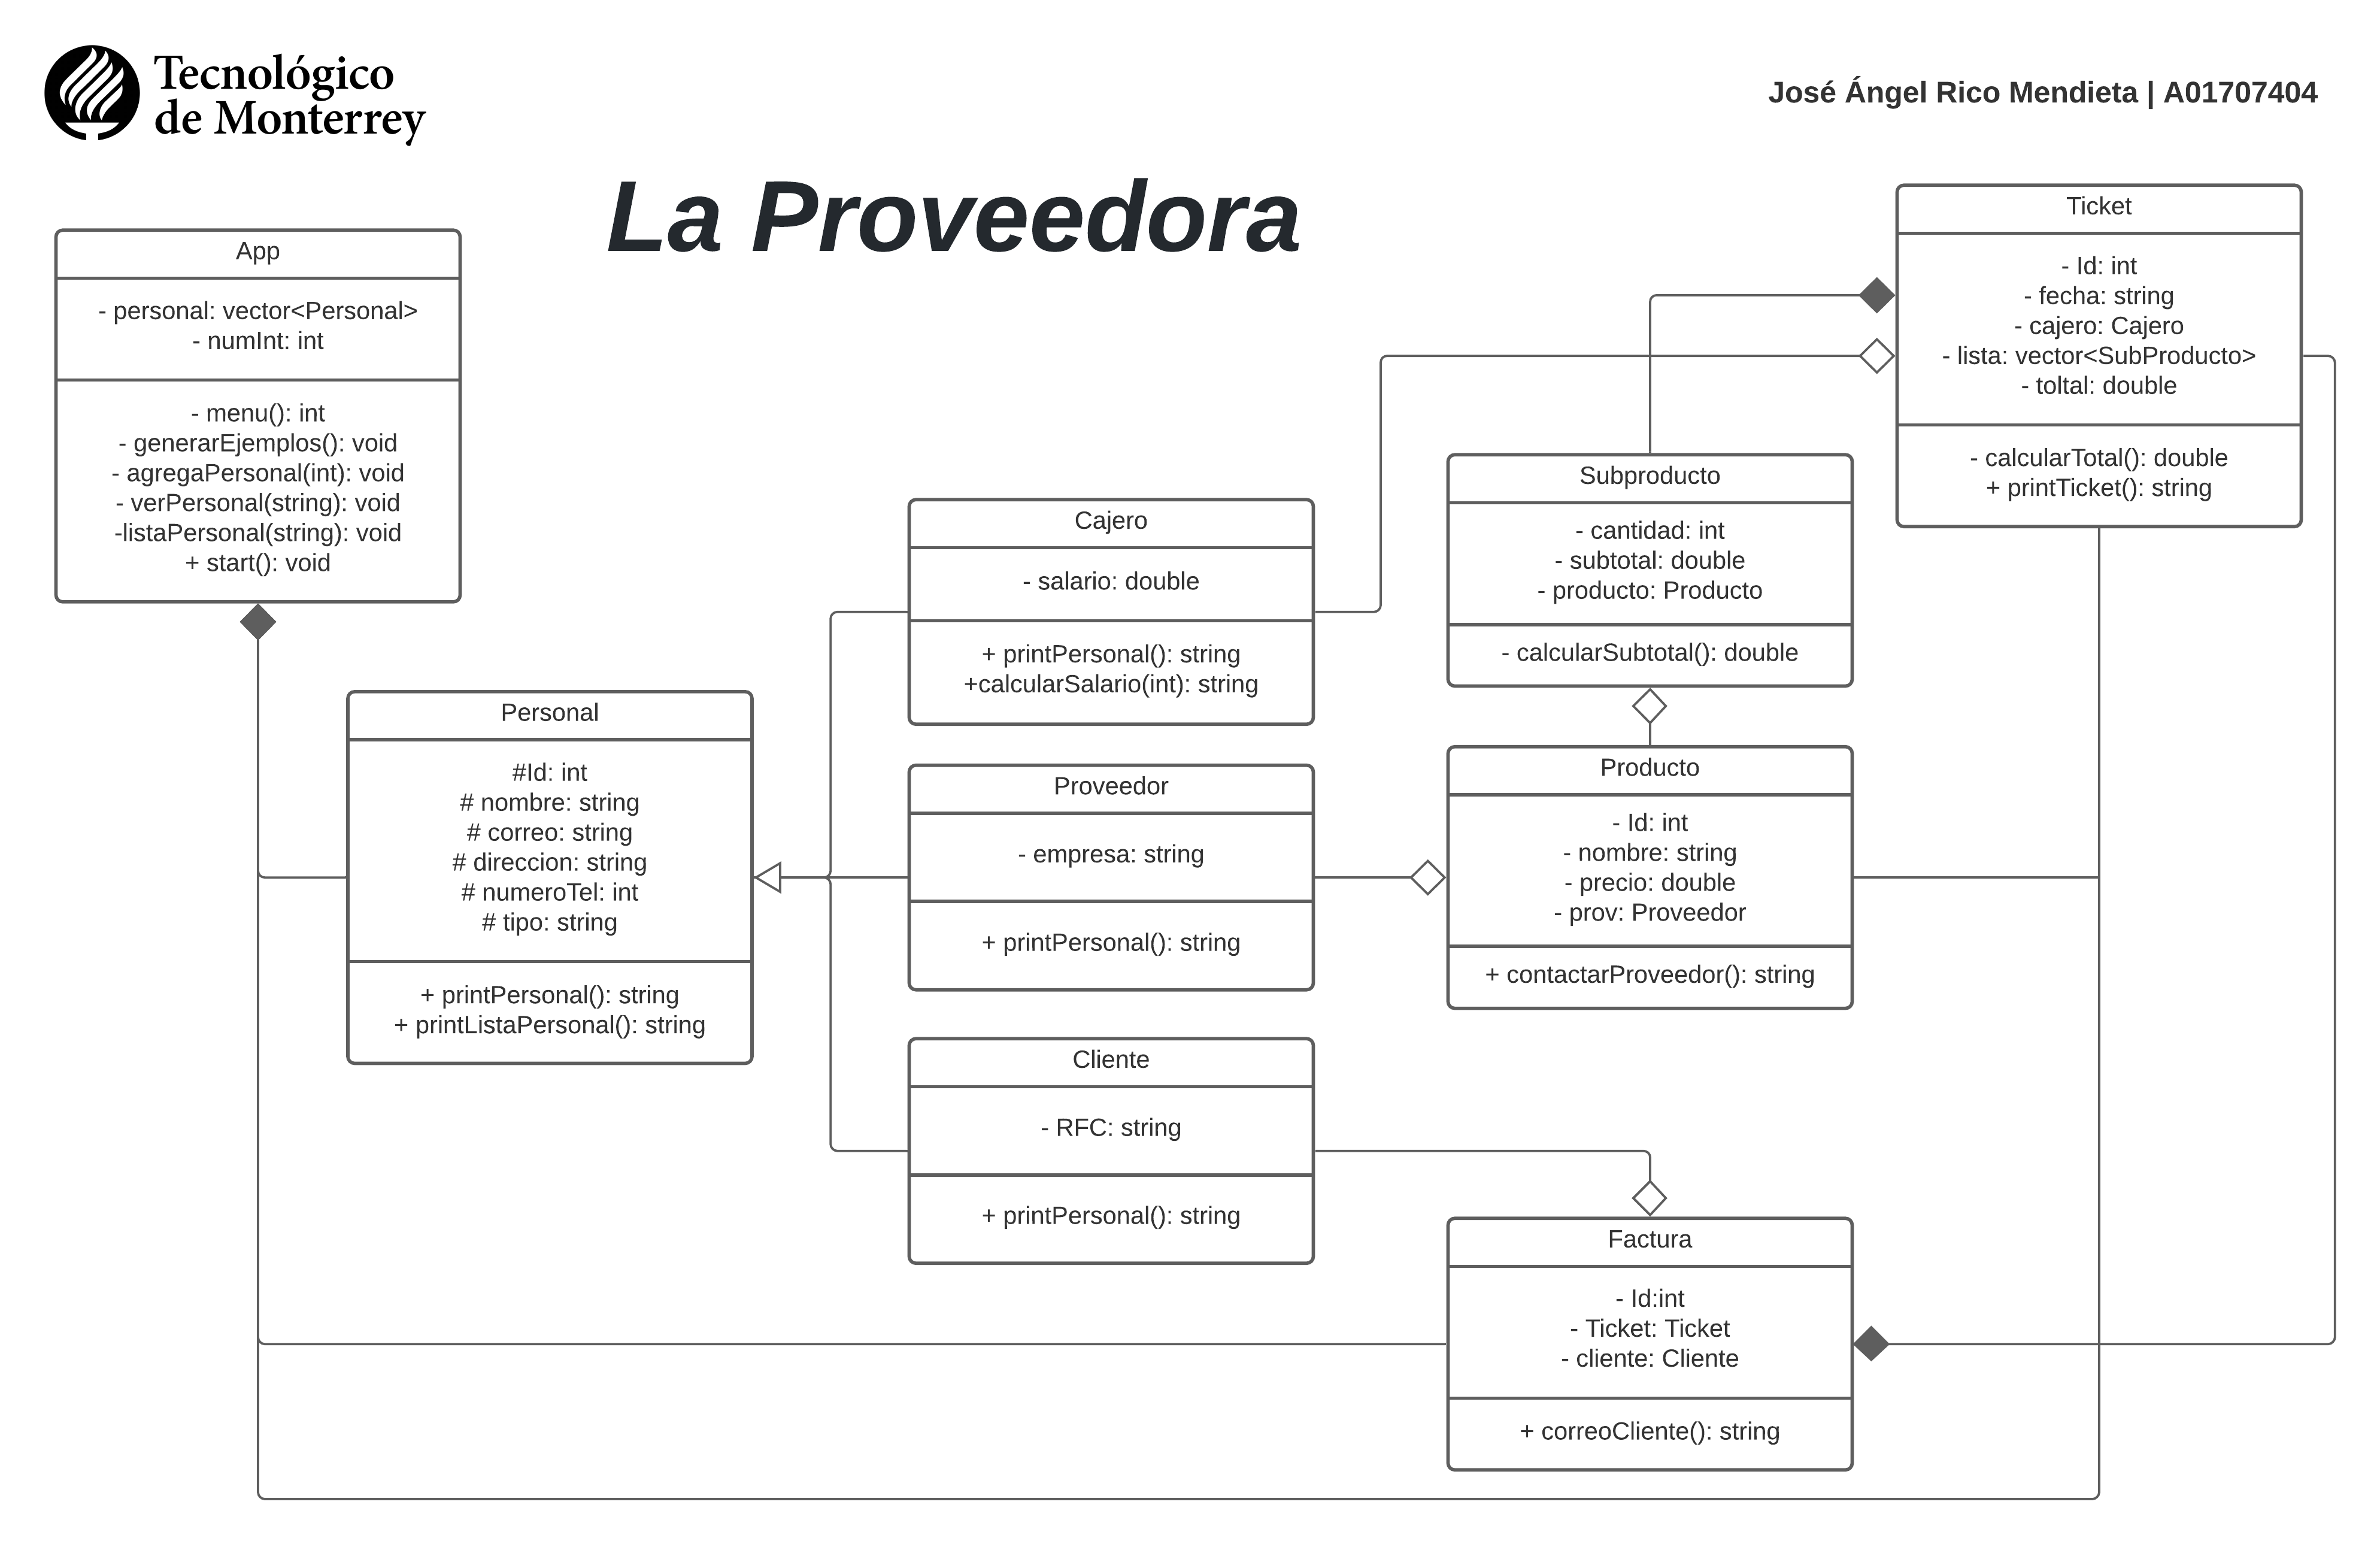 Tecnológico
de Monterrey
José Ángel Rico Mendieta | A01707404
La Proveedora
App
- personal: vector<Personal>
- numInt: int
- menu(): int
- generarEjemplos(): void
- agregaPersonal(int): void
- verPersonal(string): void
-listaPersonal(string): void
+ start(): void
Personal
#Id: int
# nombre: string
# correo: string
# direccion: string
# numeroTel: int
# tipo: string
+ printPersonal(): string
+ printListaPersonal(): string
Cajero
- salario: double
+ printPersonal(): string
+calcularSalario(int): string
Proveedor
- empresa: string
+ printPersonal(): string
Cliente
- RFC: string
+ printPersonal(): string
Subproducto
- cantidad: int
- subtotal: double
- producto: Producto
- calcularSubtotal(): double
Producto
- Id: int
- nombre: string
- precio: double
- prov: Proveedor
+ contactarProveedor(): string
Factura
- Id:int
- Ticket: Ticket
- cliente: Cliente
+ correoCliente(): string
Ticket
- Id: int
- fecha: string
- cajero: Cajero
- lista: vector<SubProducto>
- toltal: double
- calcularTotal(): double
+ printTicket(): string